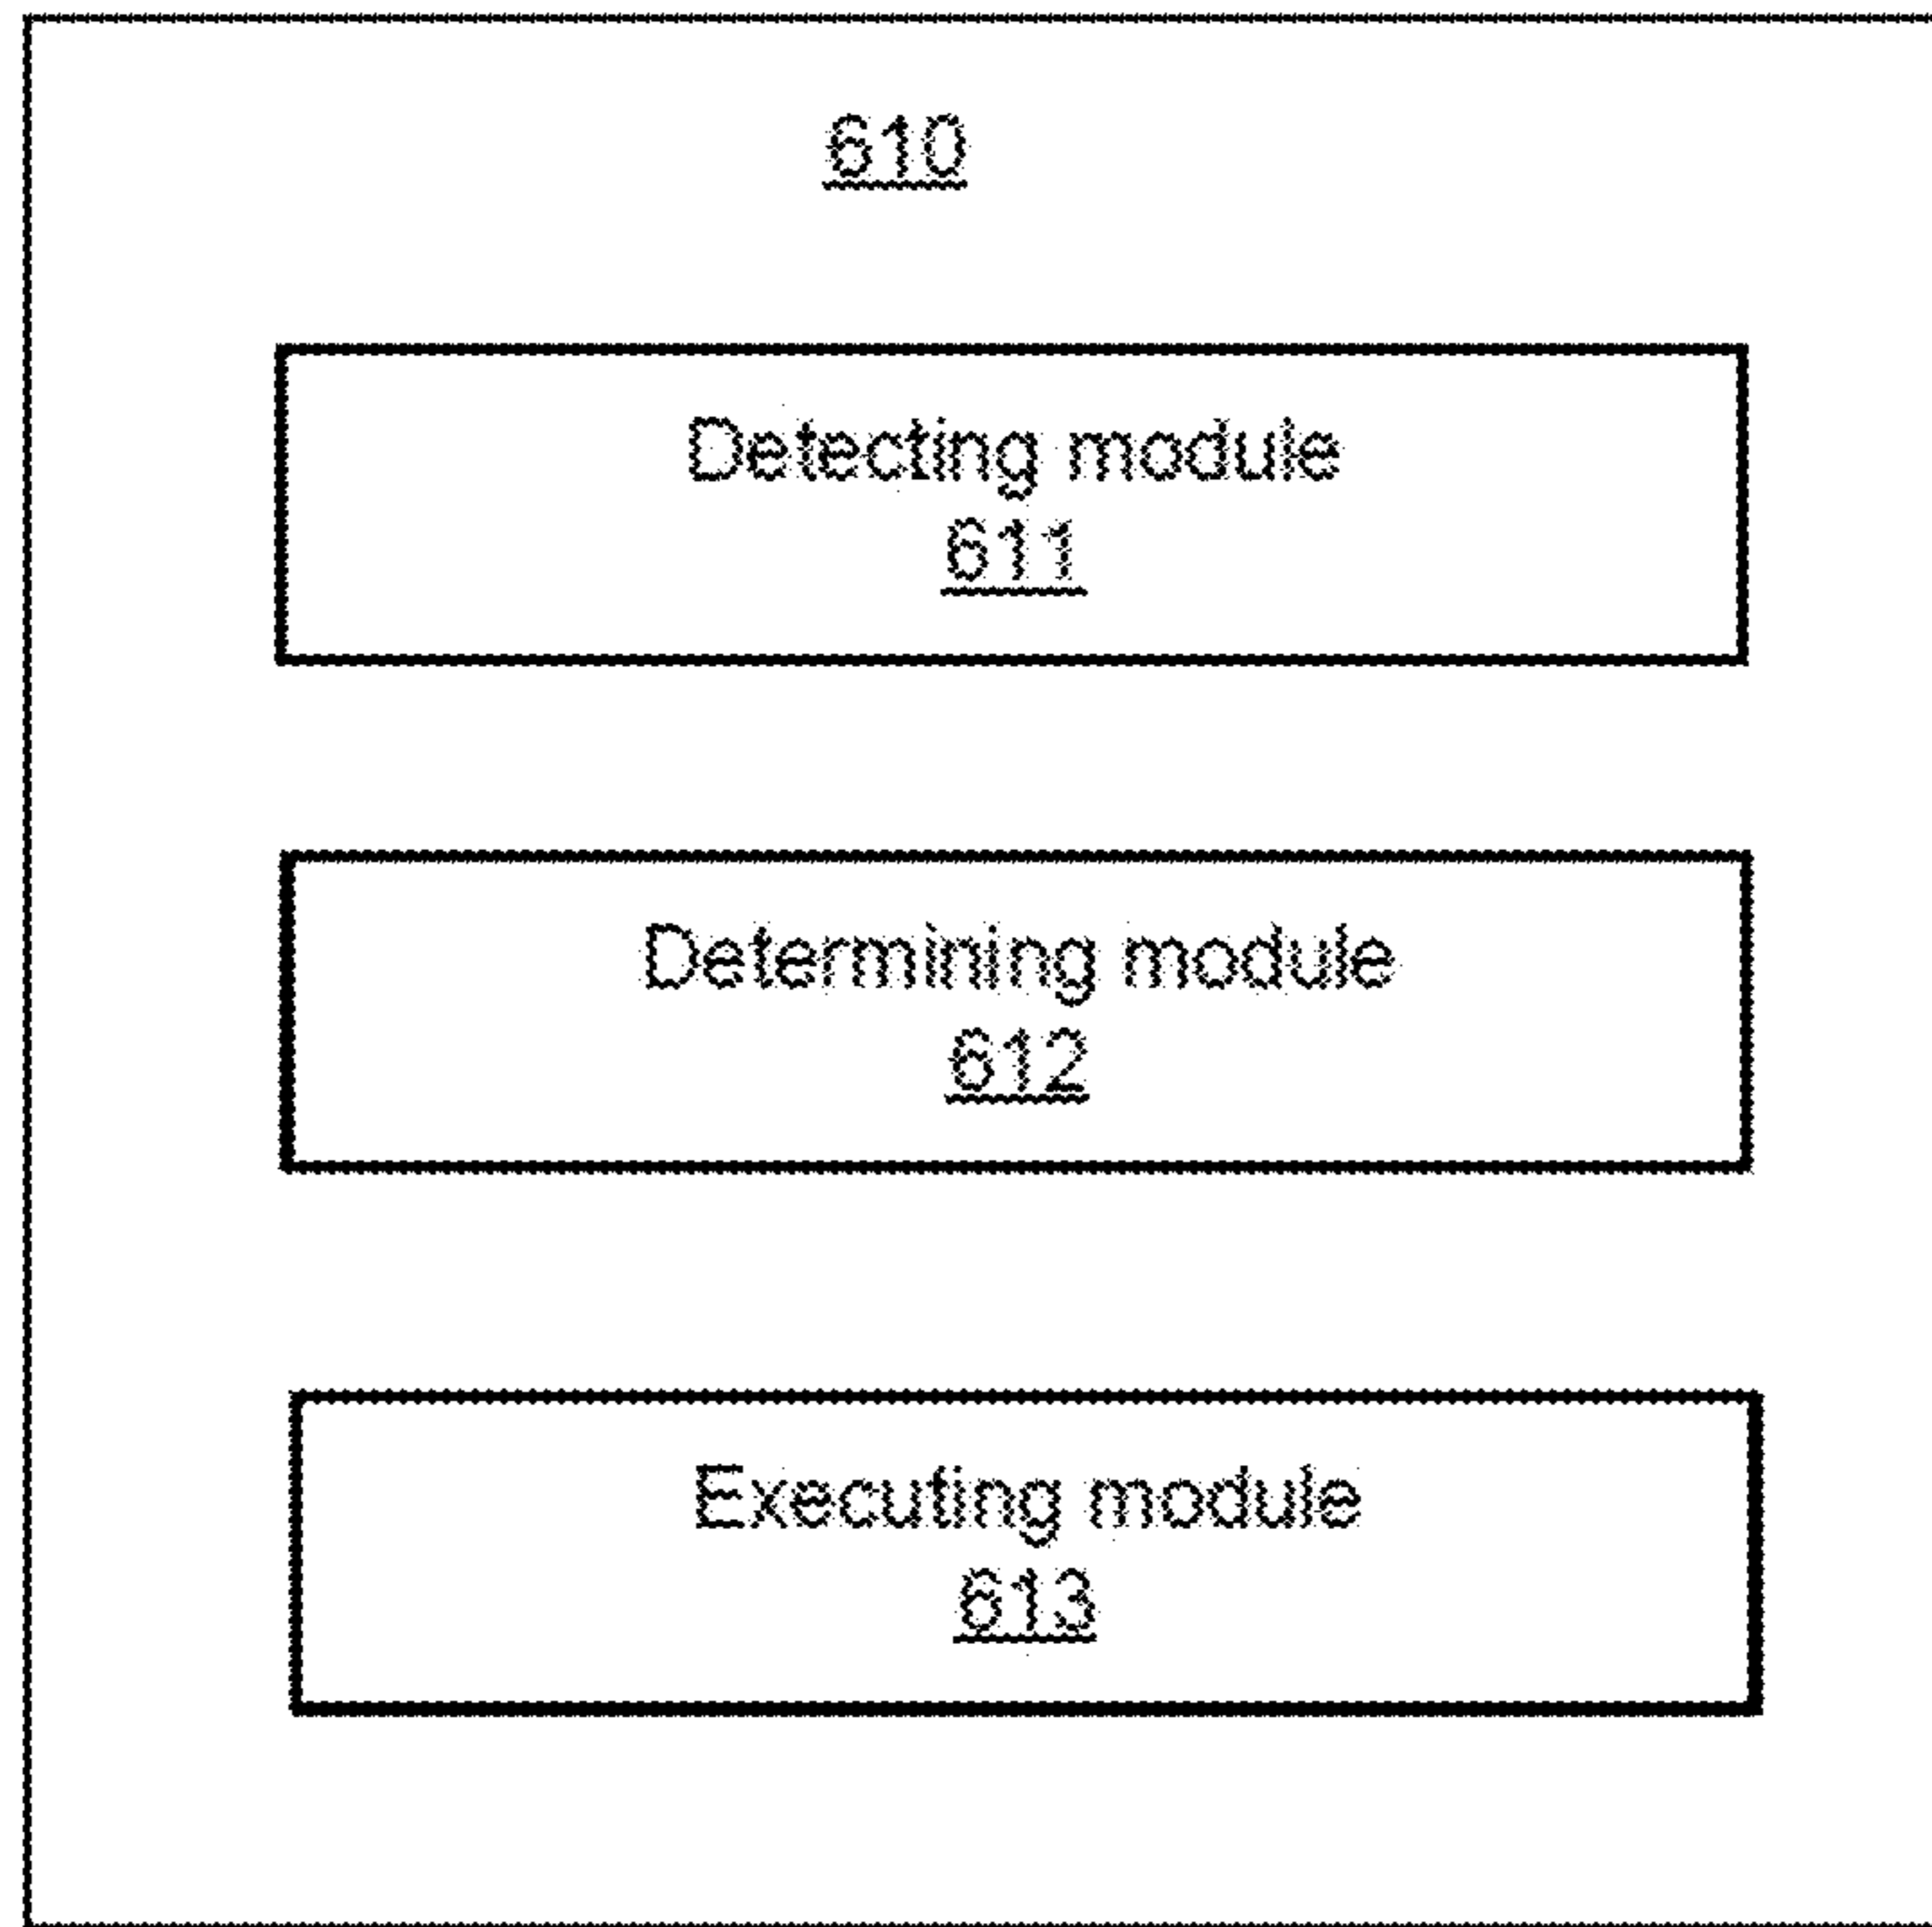 610
Detecting module
611
Determining module
612
Executing module
613